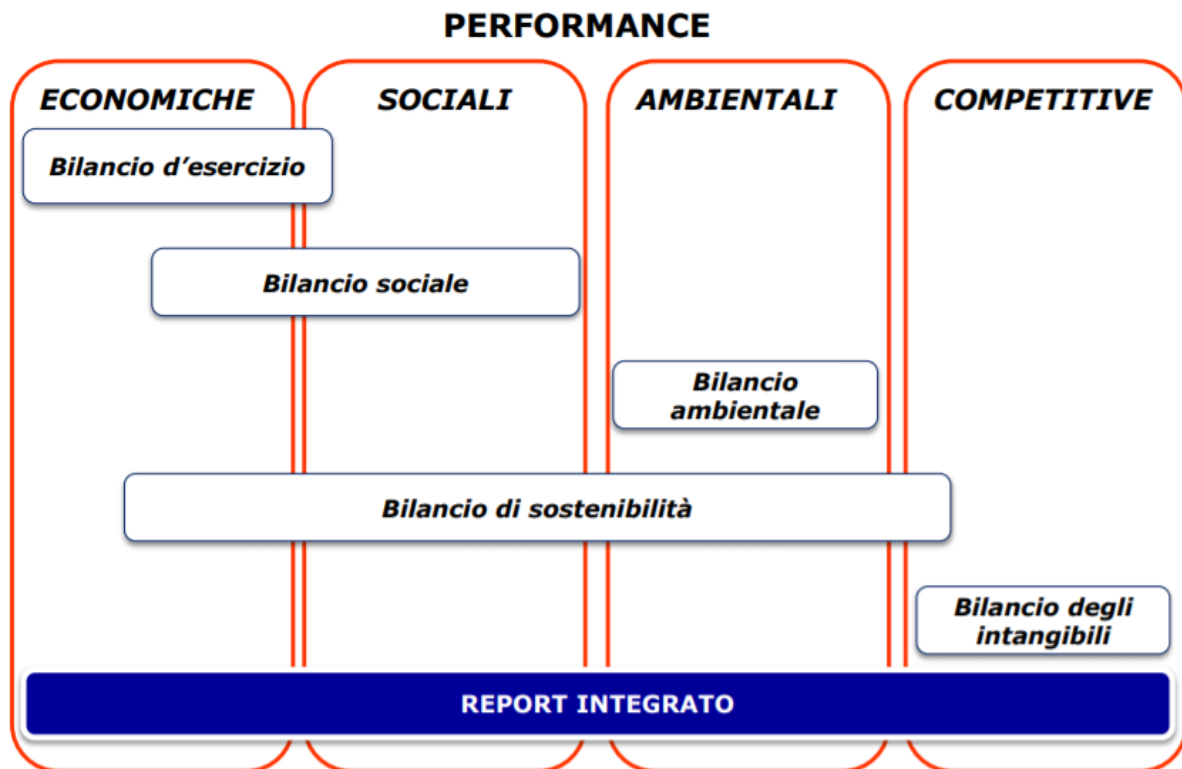 PERFORMANCE
ECONOMICHE
SOCIALI
AMBIENTALI
COMPETITIVE
Bilancio d’esercizio
Bilancio sociale
Bilancio
ambientale
Bilancio di sostenibilità
Bilancio degli
intangibili
REPORT INTEGRATO